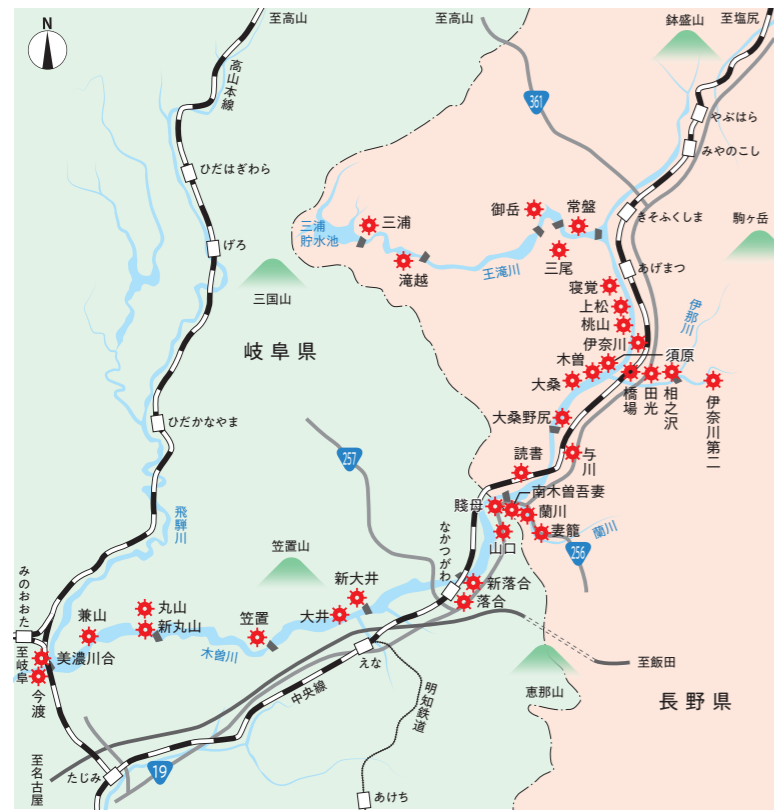 N
至高山
至高山
鉢盛山
至塩尻
高山本線
361
やぶはら
みやのこし
ひだはぎわら
御岳
常盤
きそふくしま
駒ヶ岳
三浦貯水池
三浦
げろ
王滝川
三尾
あげまつ
滝越
寝覚
三国山
上松
伊那川
桃山
伊奈川
岐阜県
木曽
須原
大桑
橋場
田光
相之沢
伊奈川第二
ひだかなやま
大桑野尻
257
読書
与川
飛騨川
賤母
南木曽吾妻
蘭川
妻籠
蘭川
山口
256
なかつがわ
笠置山
みのおおた
新大井
新落合
丸山
大井
落合
兼山
新丸山
笠置
至岐阜
美濃川合
木曽川
えな
至飯田
今渡
中央線
明知鉄道
恵那山
長野県
至名古屋
たじみ
19
あけち